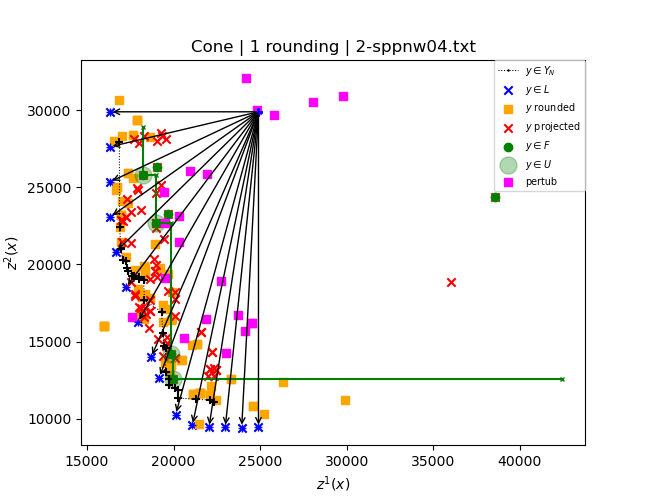 Cone | 1 rounding | 2-sppnw04.txt
z²(x)
30000
25000
20000
15000
10000
y ∈ Y_N
y ∈ L
y rounded
y projected
y ∈ F
y ∈ U
pertub
15000 20000 25000 30000 35000 40000
z¹(x)